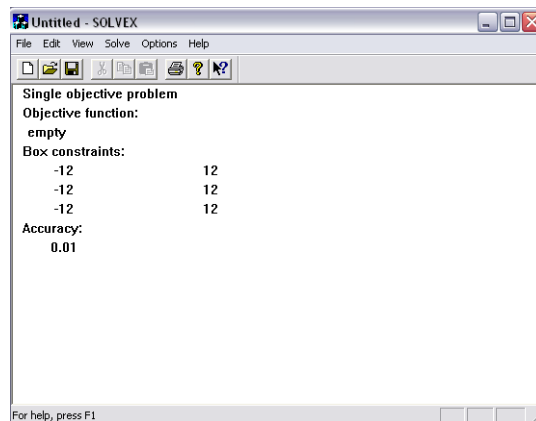 Untitled - SOLVEX
File Edit View Solve Options Help
Single objective problem
Objective function:
empty
Box constraints:
-12 12
-12 12
-12 12
Accuracy:
0.01
For help, press F1